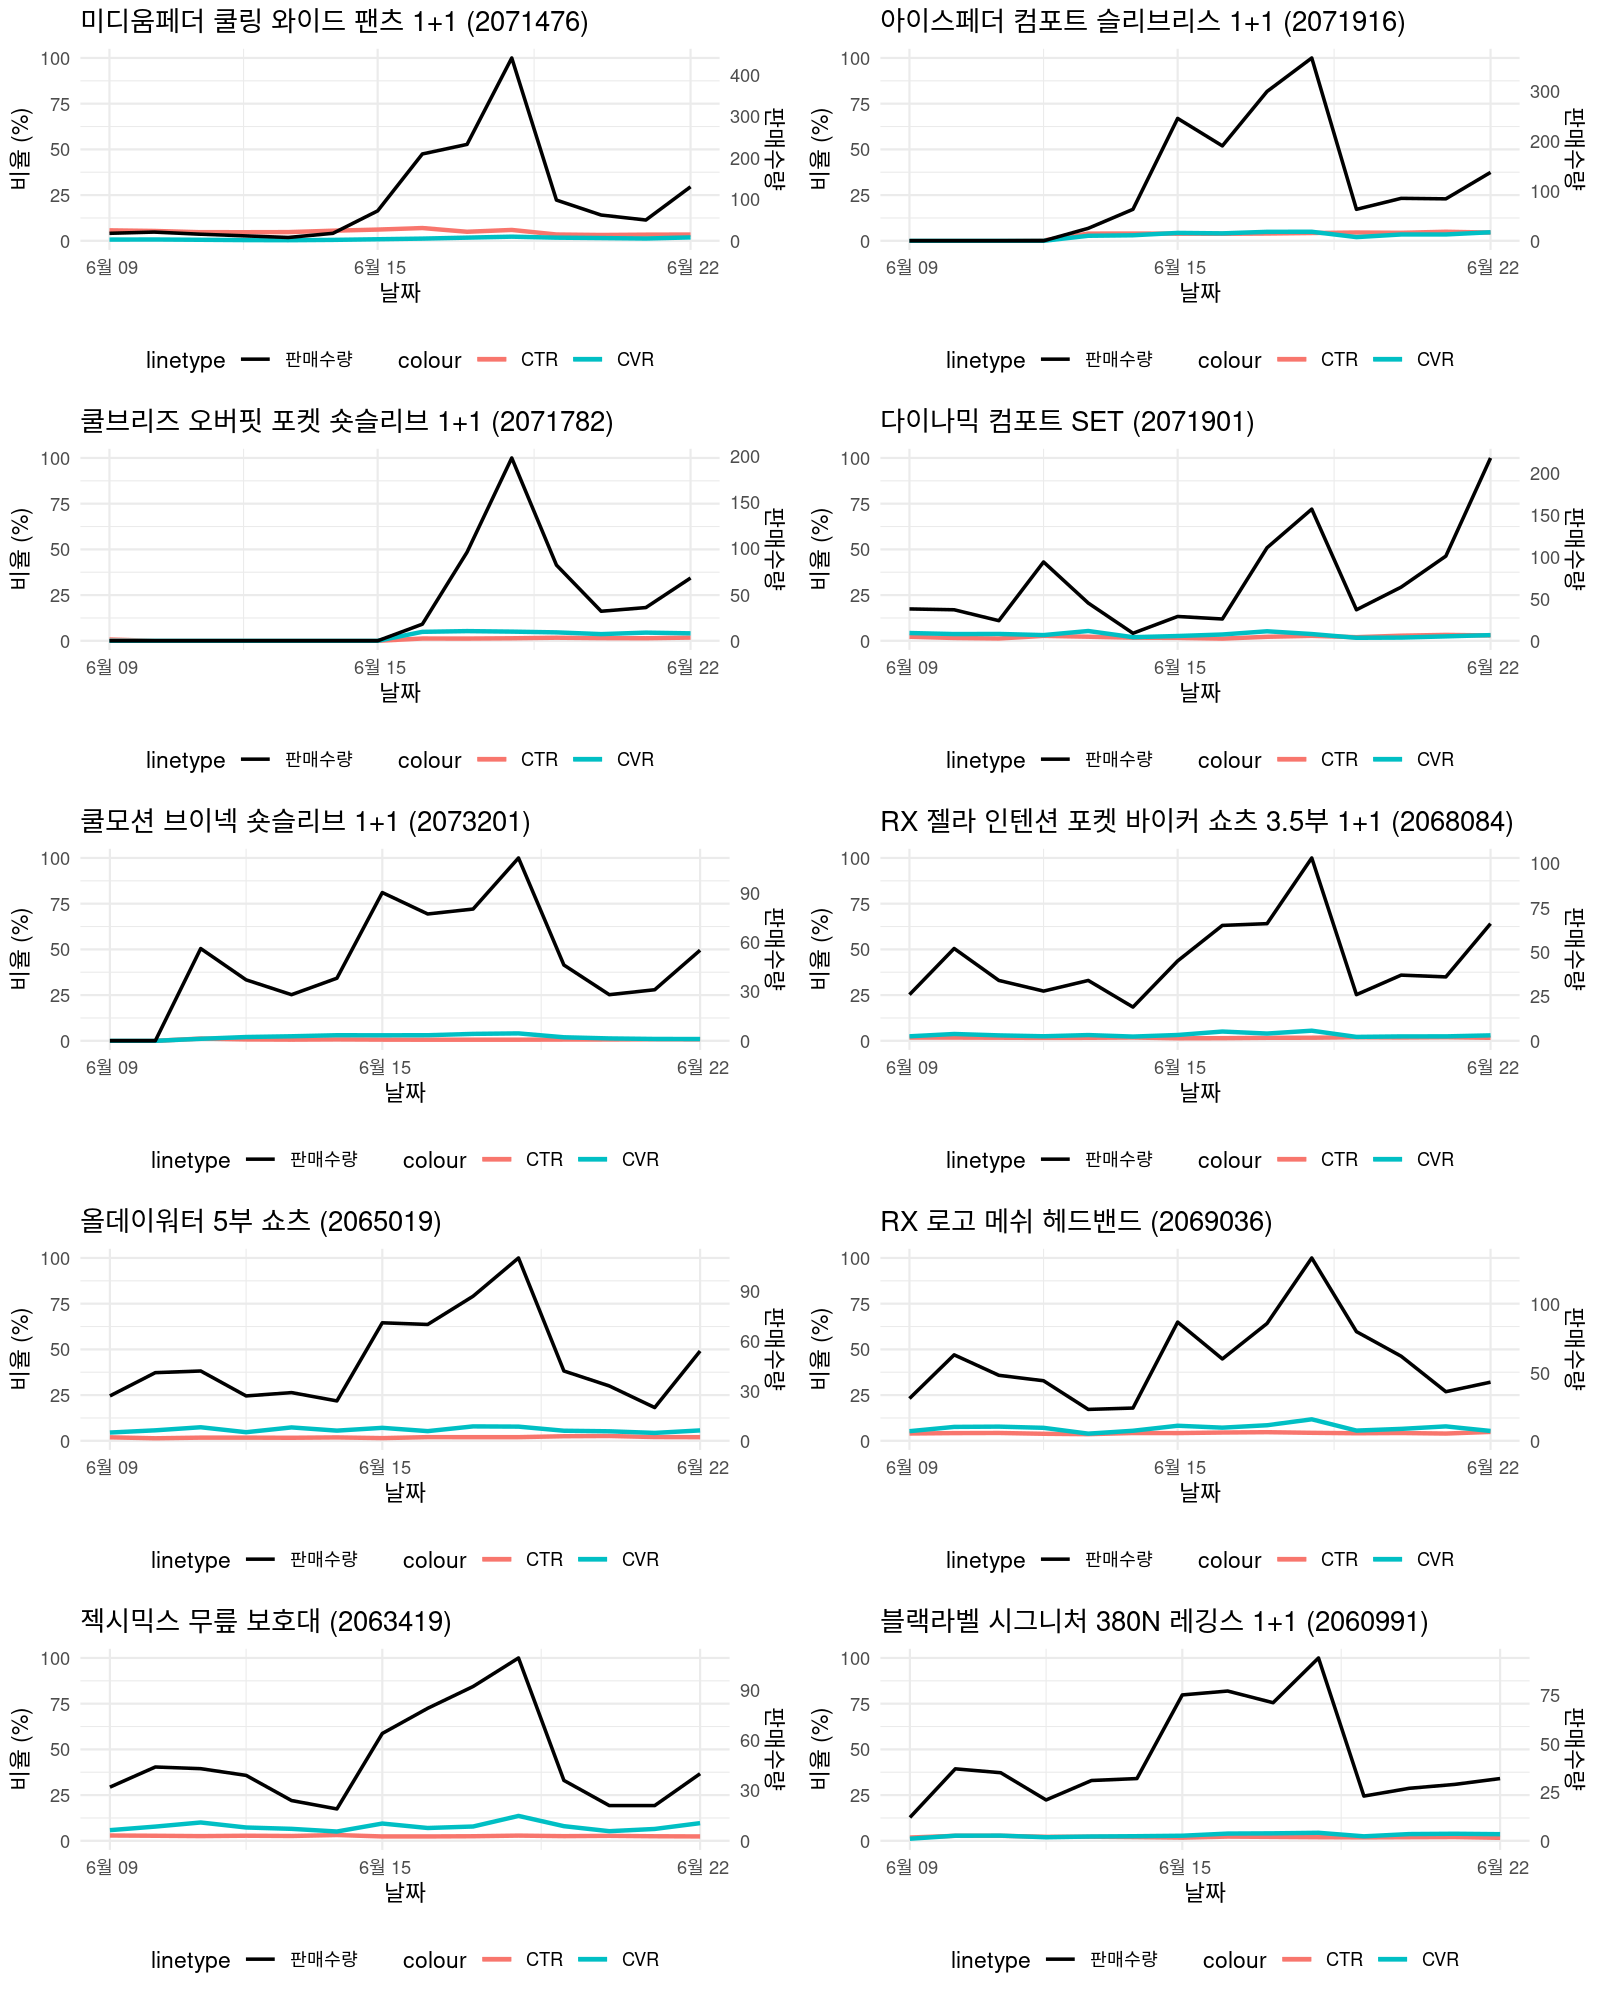 미디움페더 쿨링 와이드 팬츠 1+1 (2071476)
100
75
50
25
0
비율 (%)
400
300
200
100
0
판매수량
6월 09
6월 15
6월 22
날짜
linetype 판매수량 colour CTR CVR
아이스페더 컴포트 슬리브리스 1+1 (2071916)
100
75
50
25
0
비율 (%)
300
200
100
0
판매수량
6월 09
6월 15
6월 22
날짜
linetype 판매수량 colour CTR CVR
쿨브리즈 오버핏 포켓 숏슬리브 1+1 (2071782)
100
75
50
25
0
비율 (%)
200
150
100
50
0
판매수량
6월 09
6월 15
6월 22
날짜
linetype 판매수량 colour CTR CVR
다이나믹 컴포트 SET (2071901)
100
75
50
25
0
비율 (%)
200
150
100
50
0
판매수량
6월 09
6월 15
6월 22
날짜
linetype 판매수량 colour CTR CVR
쿨모션 브이넥 숏슬리브 1+1 (2073201)
100
75
50
25
0
비율 (%)
90
60
30
0
판매수량
6월 09
6월 15
6월 22
날짜
linetype 판매수량 colour CTR CVR
RX 젤라 인텐션 포켓 바이커 쇼츠 3.5부 1+1 (2068084)
100
75
50
25
0
비율 (%)
100
75
50
25
0
판매수량
6월 09
6월 15
6월 22
날짜
linetype 판매수량 colour CTR CVR
올데이워터 5부 쇼츠 (2065019)
100
75
50
25
0
비율 (%)
90
60
30
0
판매수량
6월 09
6월 15
6월 22
날짜
linetype 판매수량 colour CTR CVR
RX 로고 메쉬 헤드밴드 (2069036)
100
75
50
25
0
비율 (%)
100
50
0
판매수량
6월 09
6월 15
6월 22
날짜
linetype 판매수량 colour CTR CVR
젝시믹스 무릎 보호대 (2063419)
100
75
50
25
0
비율 (%)
90
60
30
0
판매수량
6월 09
6월 15
6월 22
날짜
linetype 판매수량 colour CTR CVR
블랙라벨 시그니처 380N 레깅스 1+1 (2060991)
100
75
50
25
0
비율 (%)
75
50
25
0
판매수량
6월 09
6월 15
6월 22
날짜
linetype 판매수량 colour CTR CVR